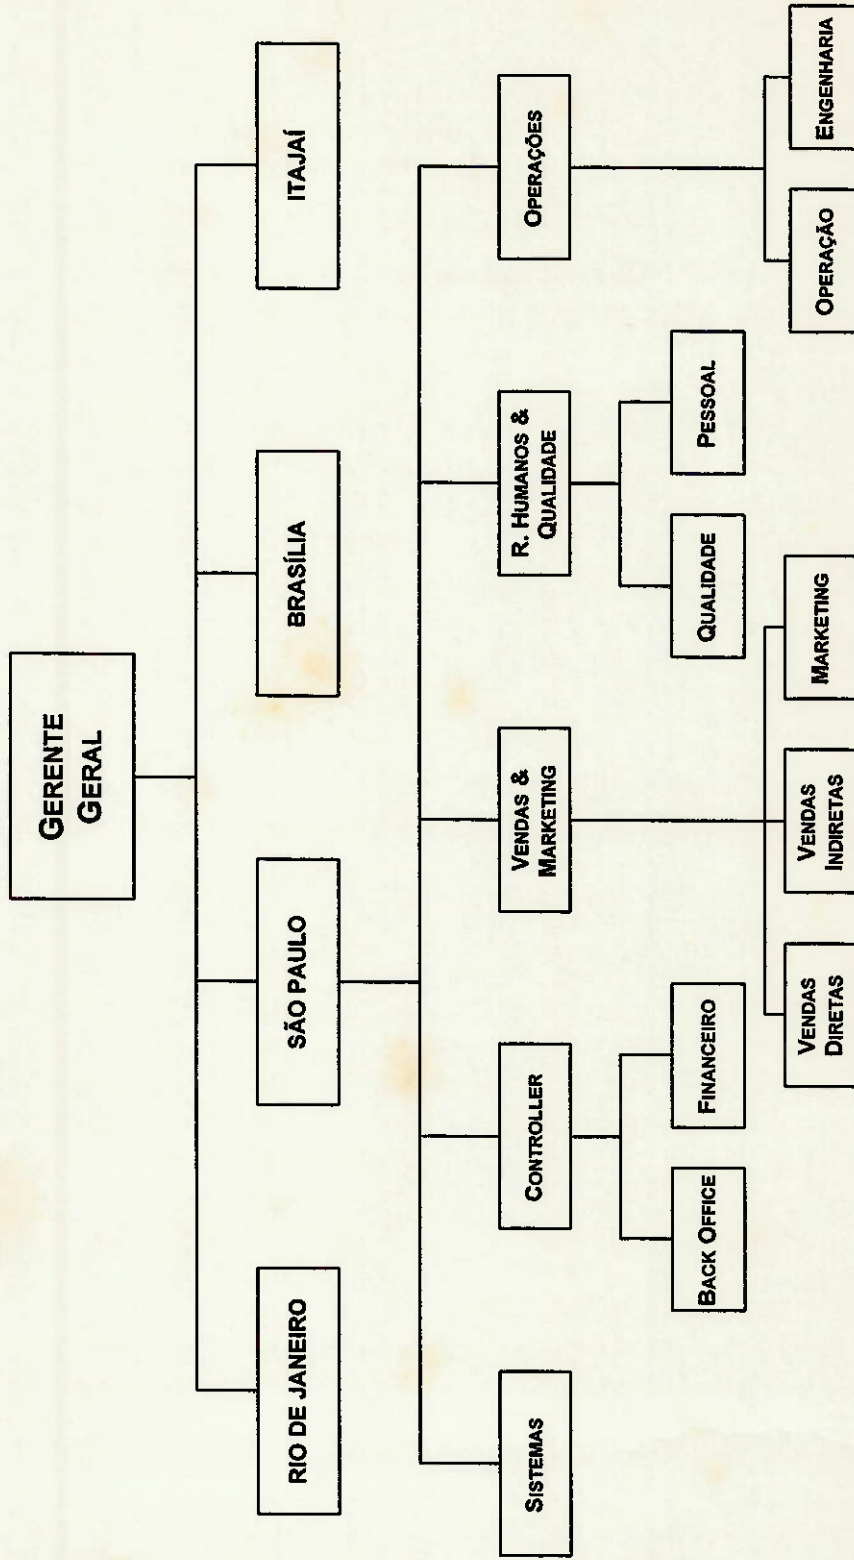 GERENTE
GERAL
RIO DE JANEIRO
SÃO PAULO
BRASÍLIA
ITAJAÍ
SISTEMAS
CONTROLLER
VENDAS &
MARKETING
R. HUMANOS &
QUALIDADE
OPERAÇÕES
BACK OFFICE
FINANCEIRO
QUALIDADE
PESSOAL
VENDAS
DIRETAS
VENDAS
INDIRETAS
MARKETING
OPERAÇÃO
ENGENHARIA